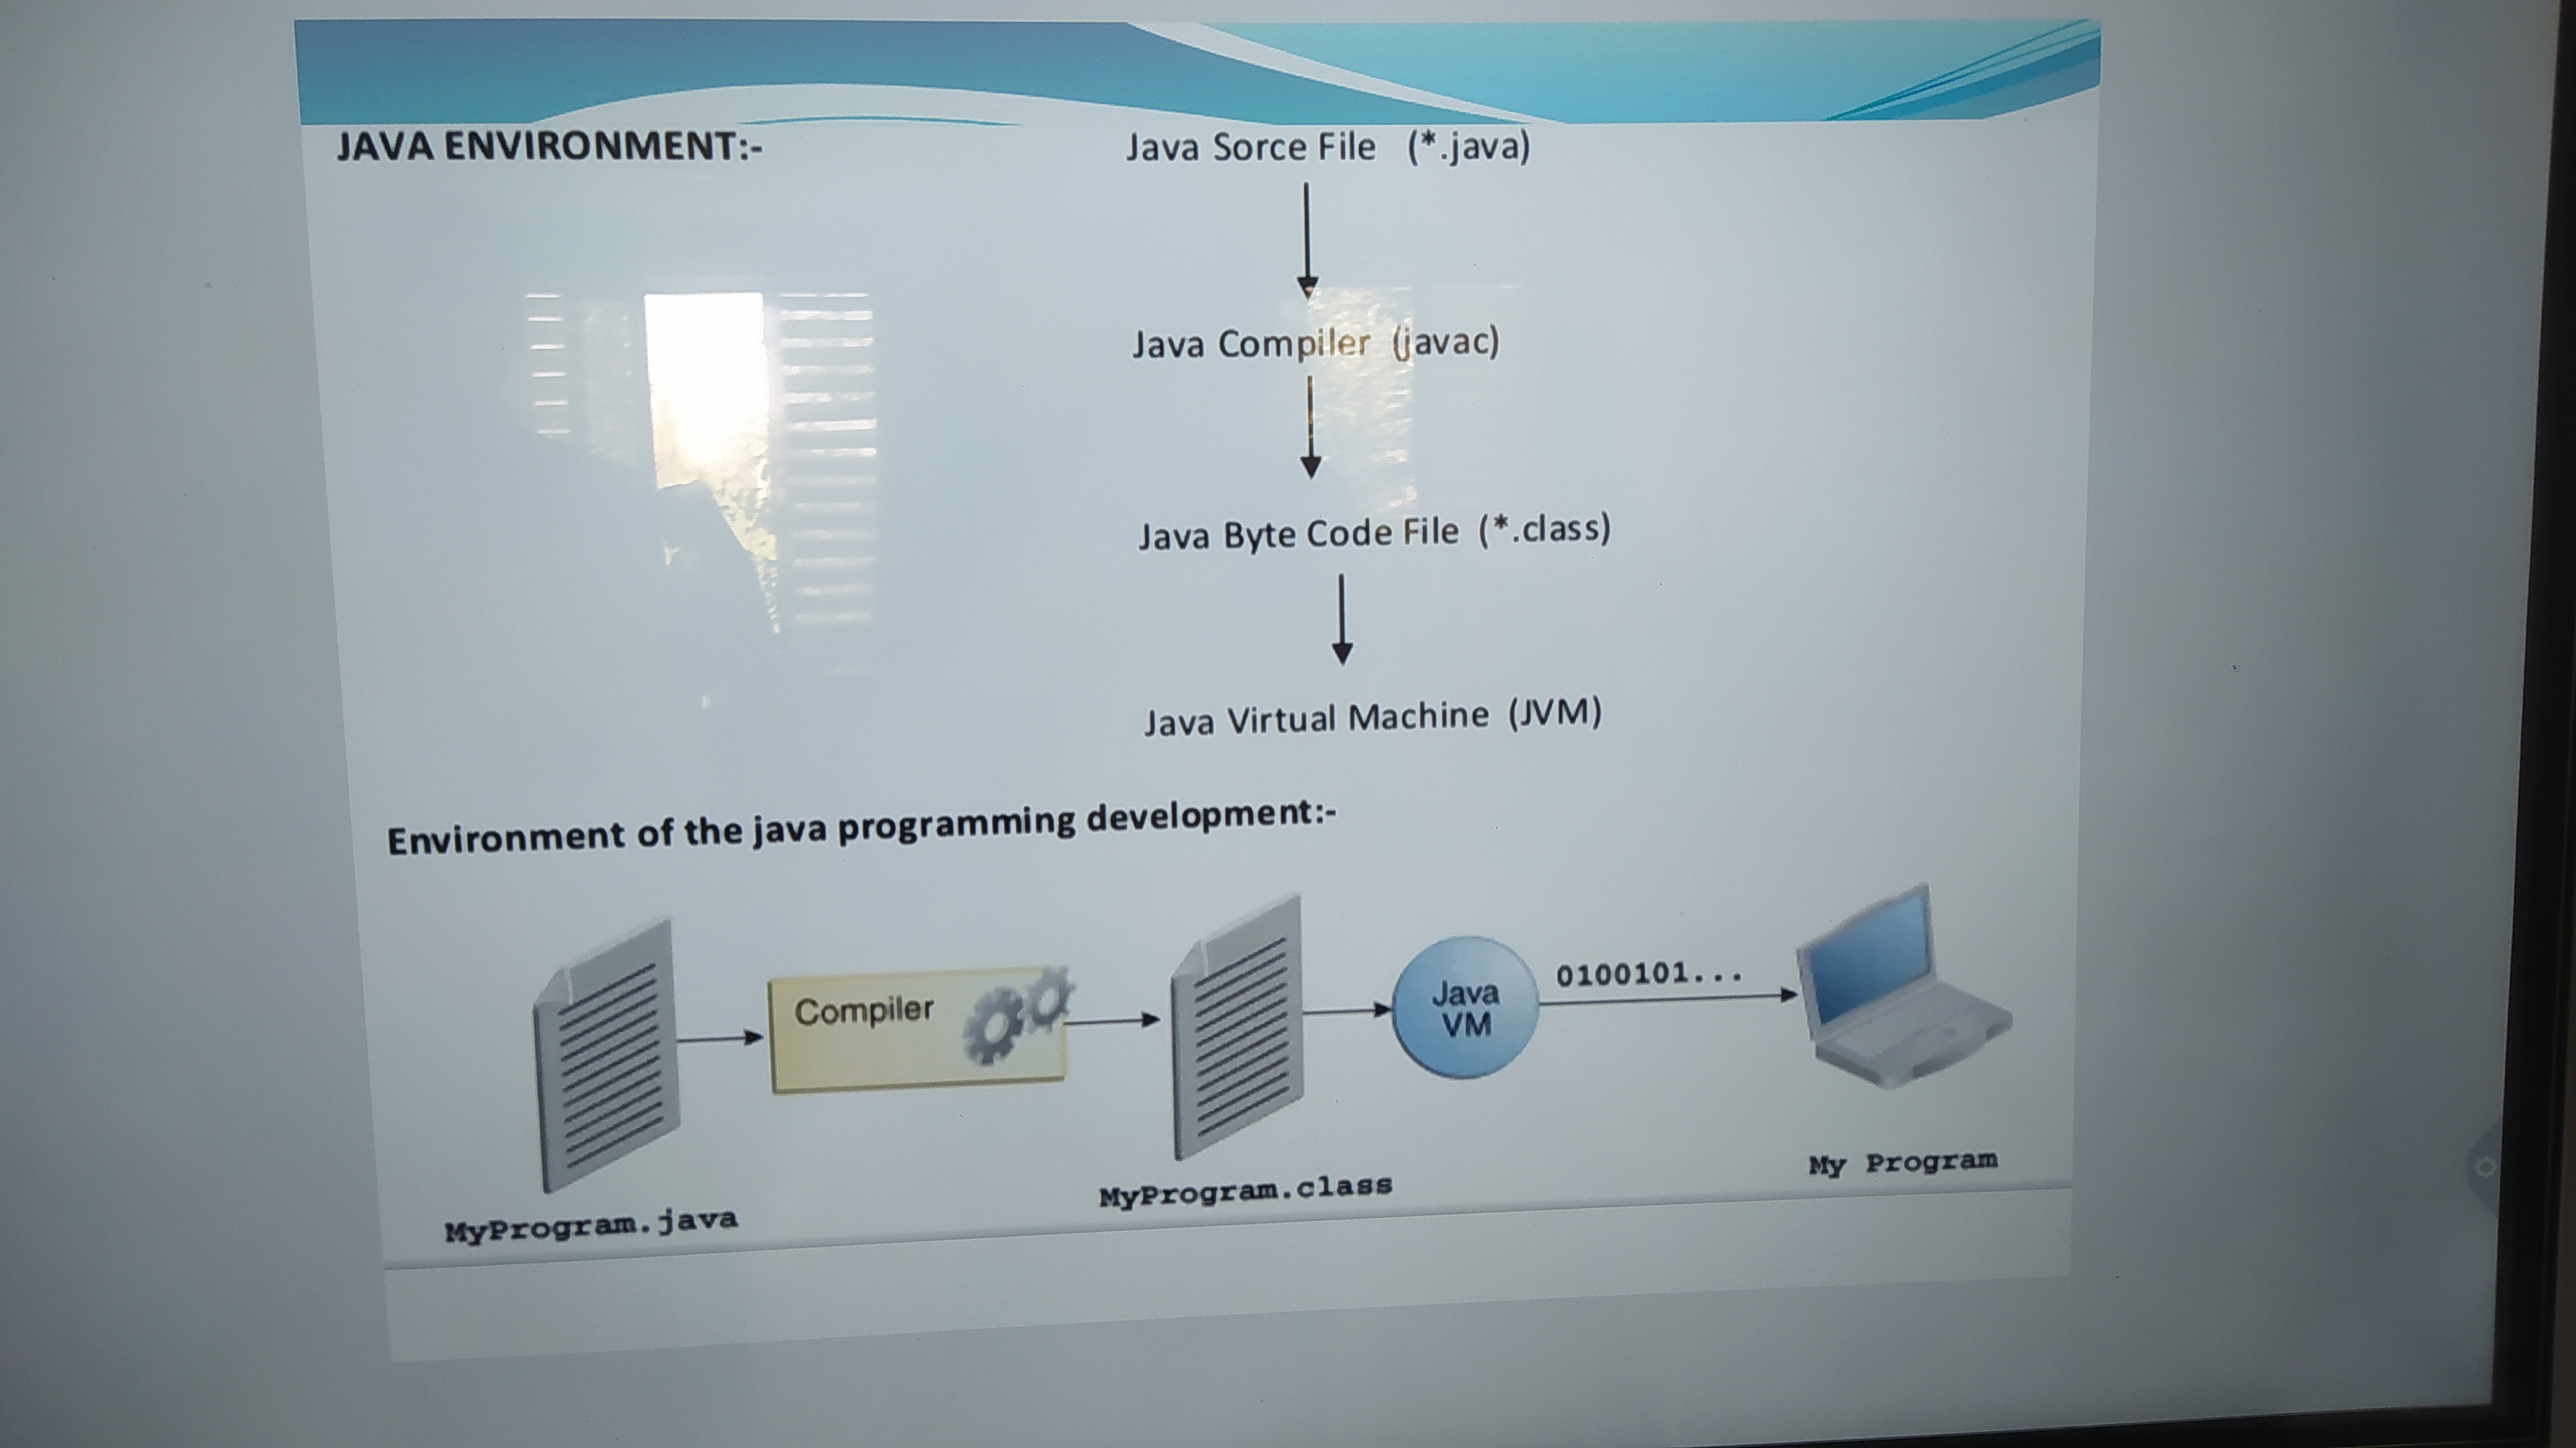 JAVA ENVIRONMENT:-
Java Sorce File (*.java)
Java Compiler (javac)
Java Byte Code File (*.class)
Java Virtual Machine (JVM)
Environment of the java programming development:-
Compiler
Java
VM
0100101...
MyProgram.java
MyProgram.class
My Program